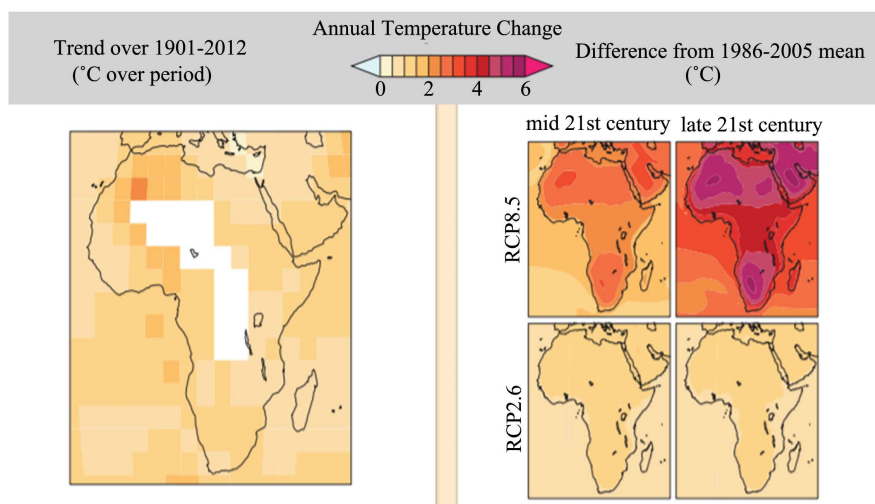 Annual Temperature Change
Trend over 1901-2012
(˚C over period)
Difference from 1986-2005 mean
(˚C)
0 2 4 6
mid 21st century
late 21st century
RCP8.5
RCP2.6